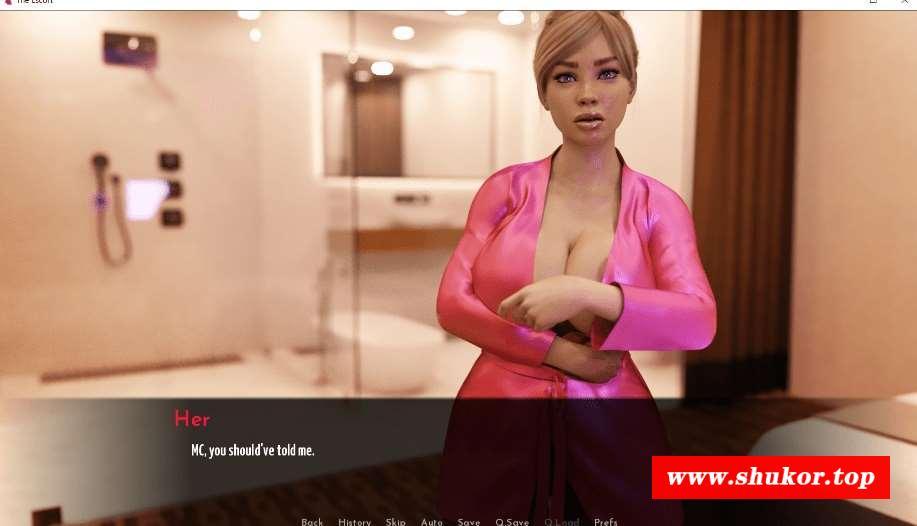 The Escort
Her
MC, you should've told me.
www.shukor.top
Back History Skip Auto Save Q.Save Q.Load Prefs